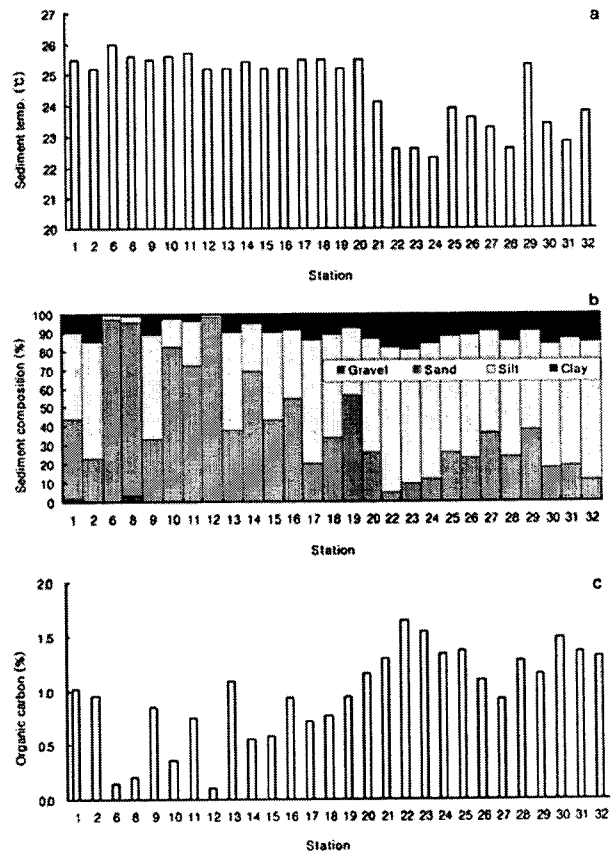 a
27
26
25
24
23
22
21
20
Sediment temp. (℃)
1 2 6 8 9 10 11 12 13 14 15 16 17 18 19 20 21 22 23 24 25 26 27 28 29 30 31 32
Station
b
100
90
80
70
60
50
40
30
20
10
0
Sediment composition (%)
Gravel Sand Silt Clay
1 2 6 8 9 10 11 12 13 14 15 16 17 18 19 20 21 22 23 24 25 26 27 28 29 30 31 32
Station
c
2.0
1.5
1.0
0.5
0.0
Organic carbon (%)
1 2 6 8 9 10 11 12 13 14 15 16 17 18 19 20 21 22 23 24 25 26 27 28 29 30 31 32
Station